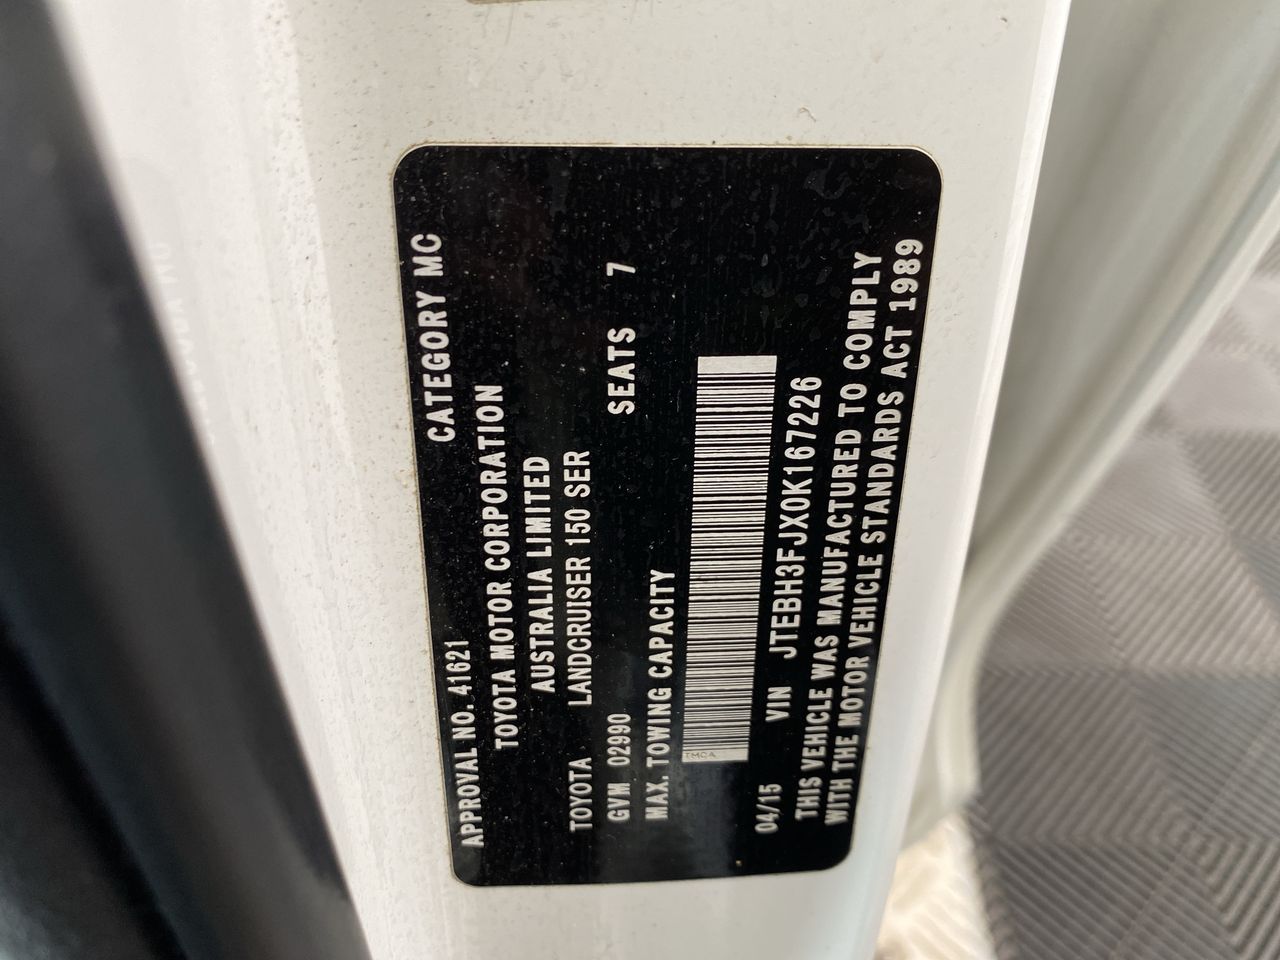 APPROVAL NO. 41621 CATEGORY MC
TOYOTA MOTOR CORPORATION
AUSTRALIA LIMITED
TOYOTA LANDCRUISER 150 SER
GVM 02990 SEATS 7
MAX. TOWING CAPACITY
TMCA
04/15 VIN JTEBH3FJX0K167226
THIS VEHICLE WAS MANUFACTURED TO COMPLY
WITH THE MOTOR VEHICLE STANDARDS ACT 1989